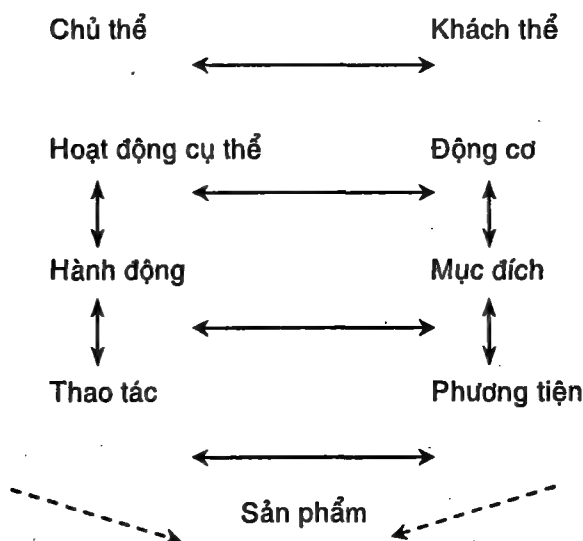 Chủ thể Khách thể
Hoạt động cụ thể Động cơ
Hành động Mục đích
Thao tác Phương tiện
Sản phẩm